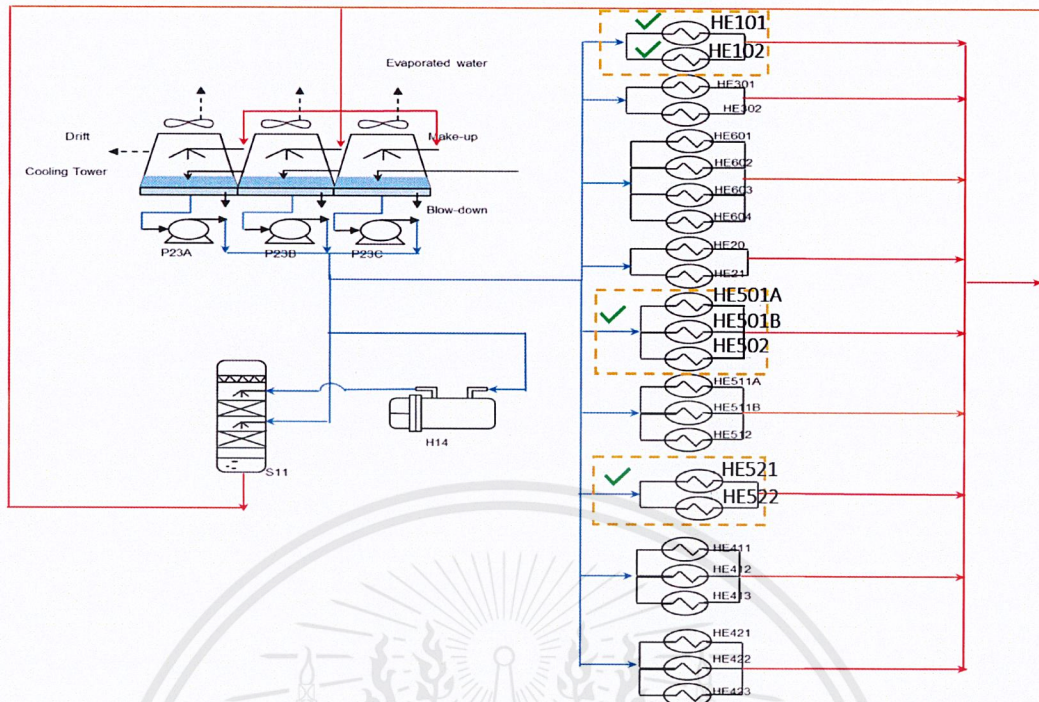 Evaporated water
Drift
Make-up
Cooling Tower
Blow-down
P23A
P23B
P23C
S11
H14
HE101
HE102
HE301
HE302
HE601
HE602
HE603
HE604
HE20
HE21
HE501A
HE501B
HE502
HE511A
HE511B
HE512
HE521
HE522
HE411
HE412
HE413
HE421
HE422
HE423